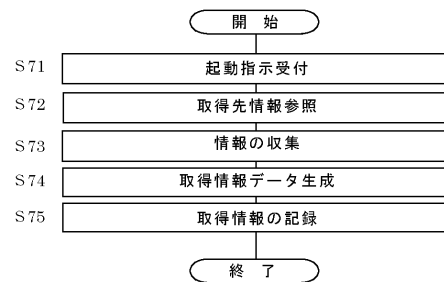 開 始
S71 起動指示受付
S72 取得先情報参照
S73 情報の収集
S74 取得情報データ生成
S75 取得情報の記録
終 了